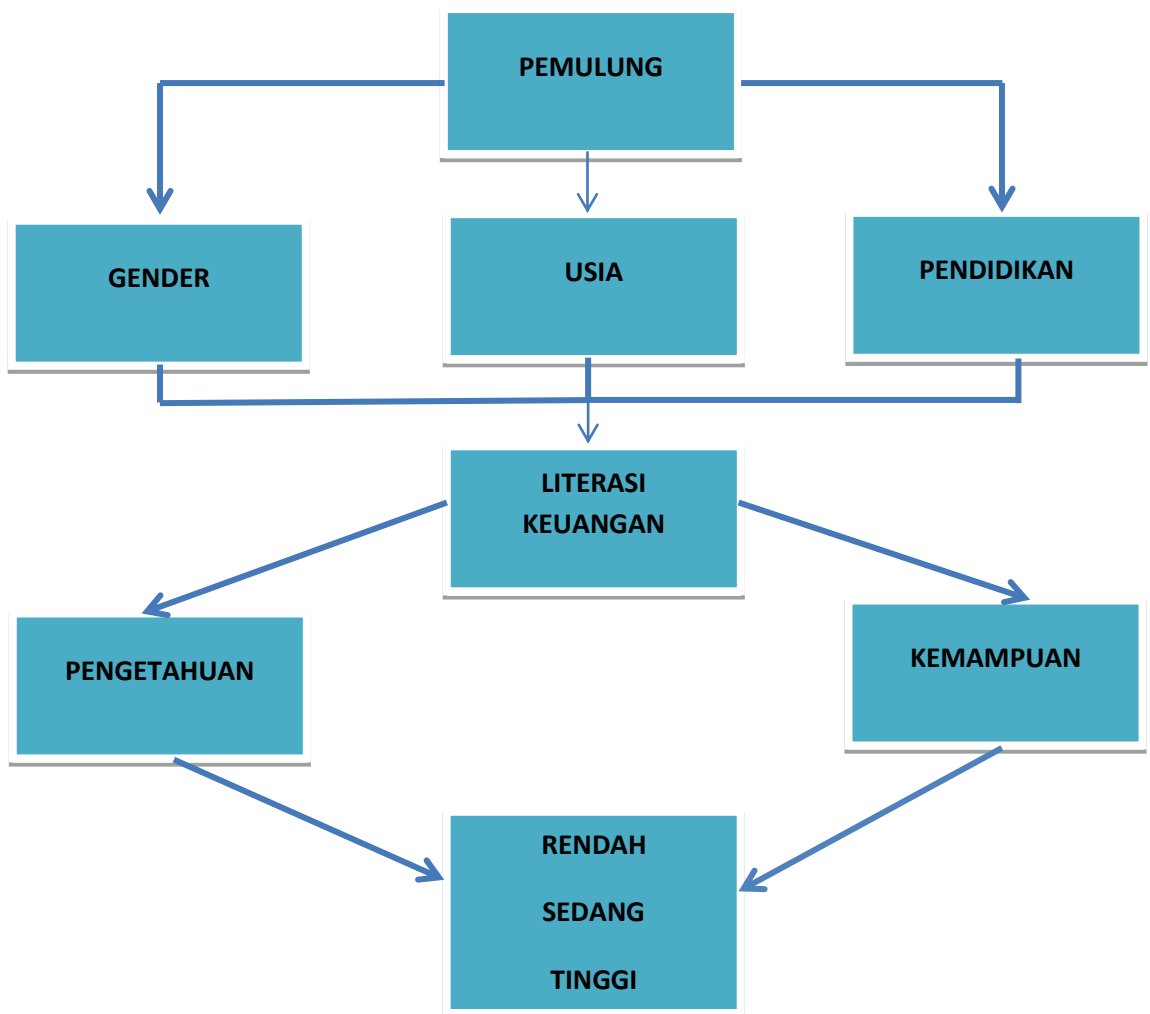 PEMULUNG
GENDER
USIA
PENDIDIKAN
LITERASI
KEUANGAN
PENGETAHUAN
KEMAMPUAN
RENDAH
SEDANG
TINGGI